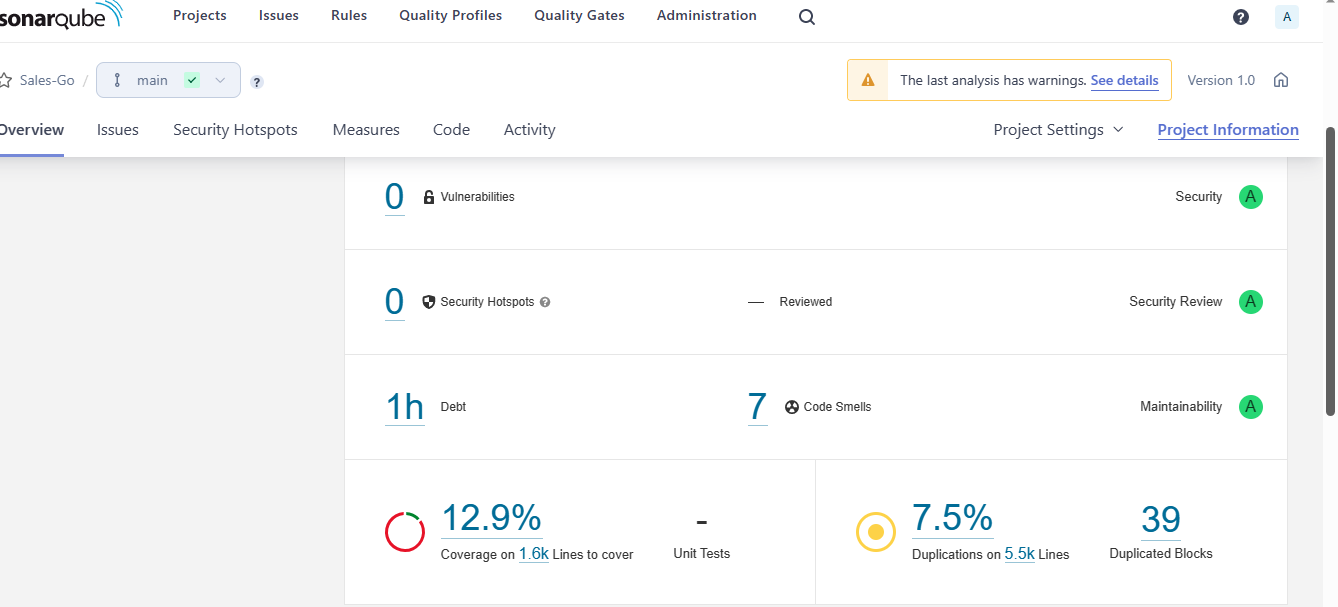 sonarqube Projects Issues Rules Quality Profiles Quality Gates Administration ? A
Sales-Go / main ? The last analysis has warnings. See details Version 1.0
Overview Issues Security Hotspots Measures Code Activity Project Settings Project Information
0 Vulnerabilities Security A
0 Security Hotspots ? — Reviewed Security Review A
1h Debt 7 Code Smells Maintainability A
12.9% - 7.5% 39
Coverage on 1.6k Lines to cover Unit Tests Duplications on 5.5k Lines Duplicated Blocks